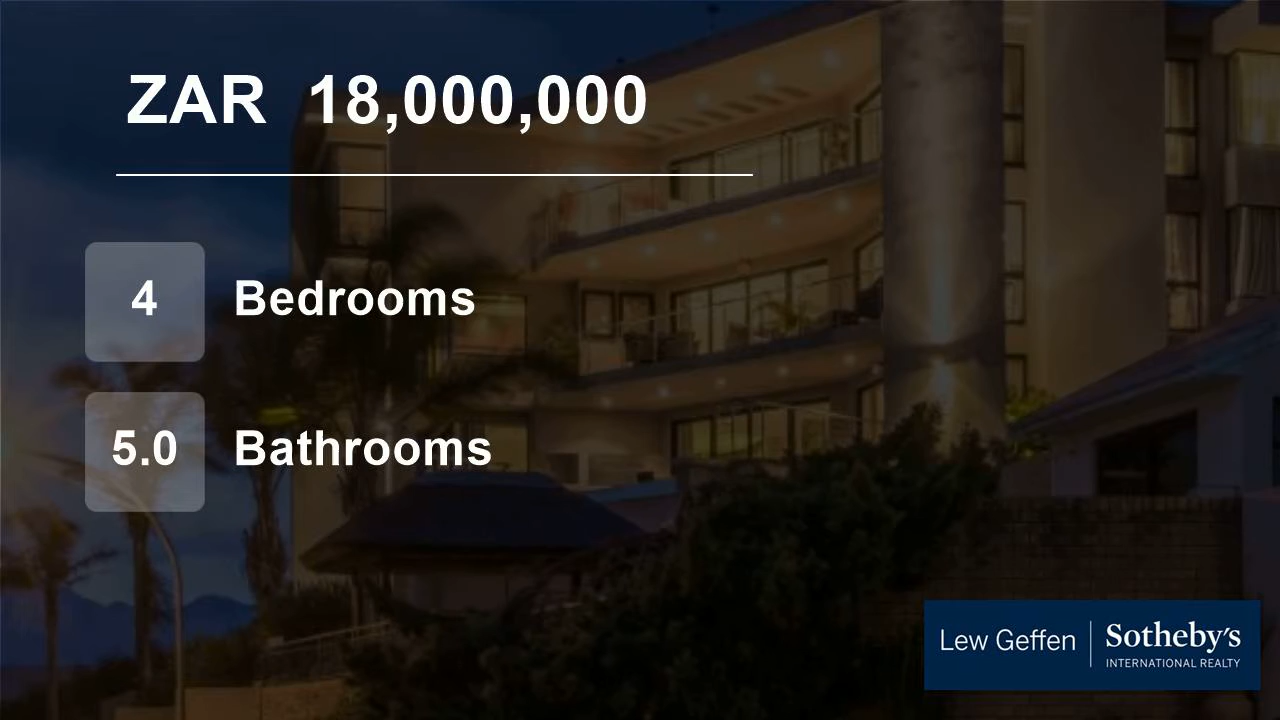 ZAR 18,000,000
4 Bedrooms
5.0 Bathrooms
Lew Geffen
Sotheby's
INTERNATIONAL REALTY